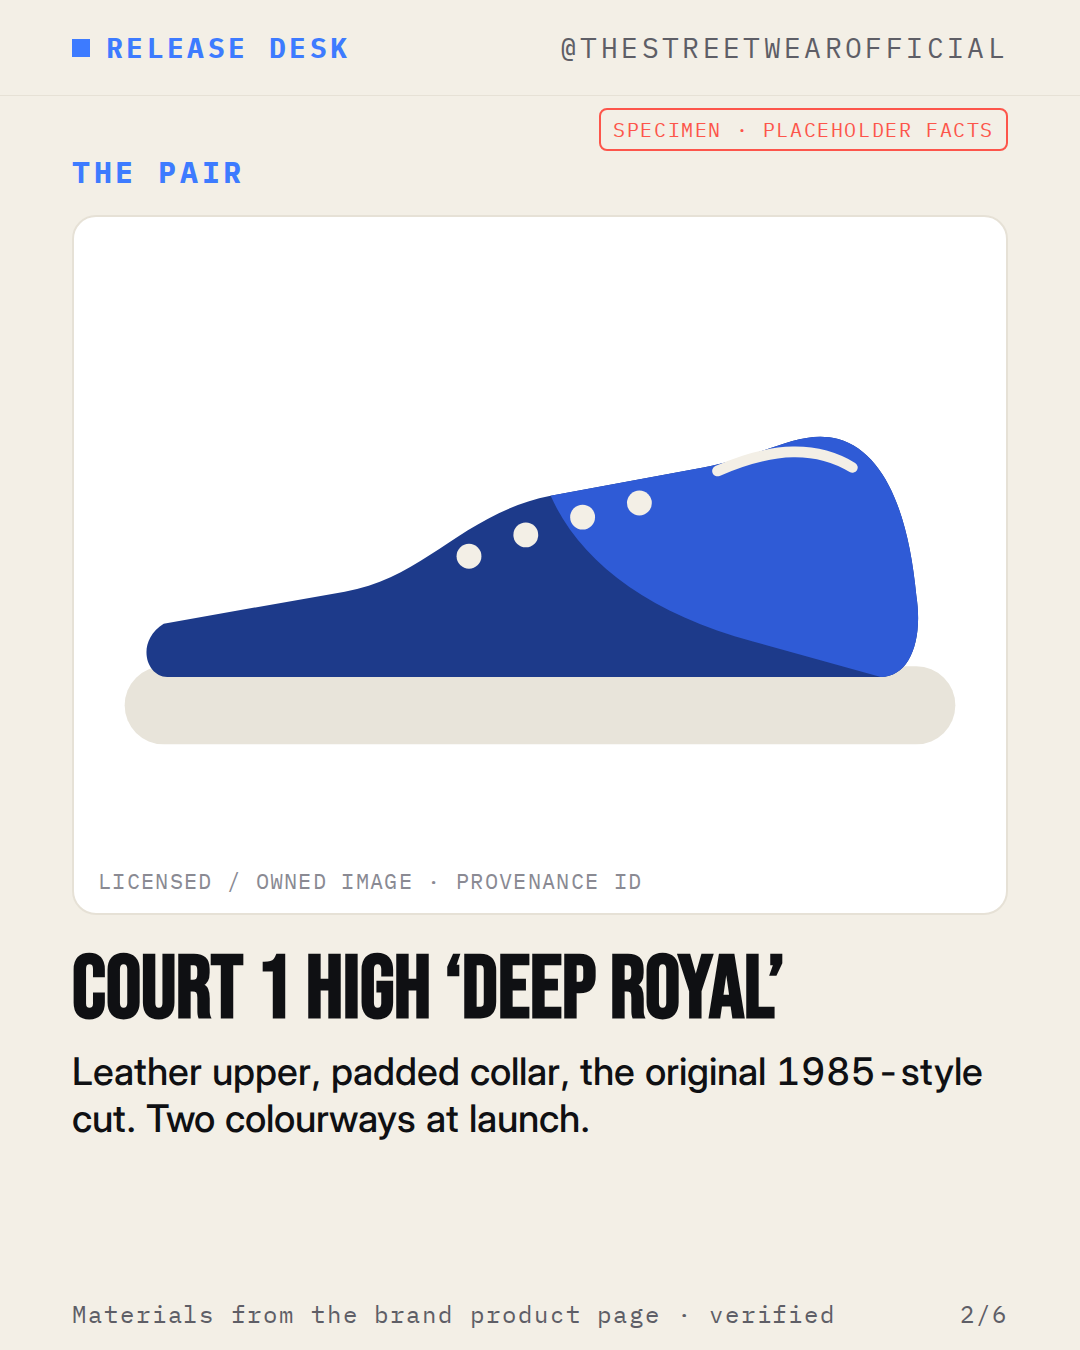 RELEASE DESK
@THESTREETWEAROFFICIAL
SPECIMEN · PLACEHOLDER FACTS
THE PAIR
LICENSED / OWNED IMAGE · PROVENANCE ID
COURT 1 HIGH ‘DEEP ROYAL’
Leather upper, padded collar, the original 1985-style
cut. Two colourways at launch.
Materials from the brand product page · verified
2/6